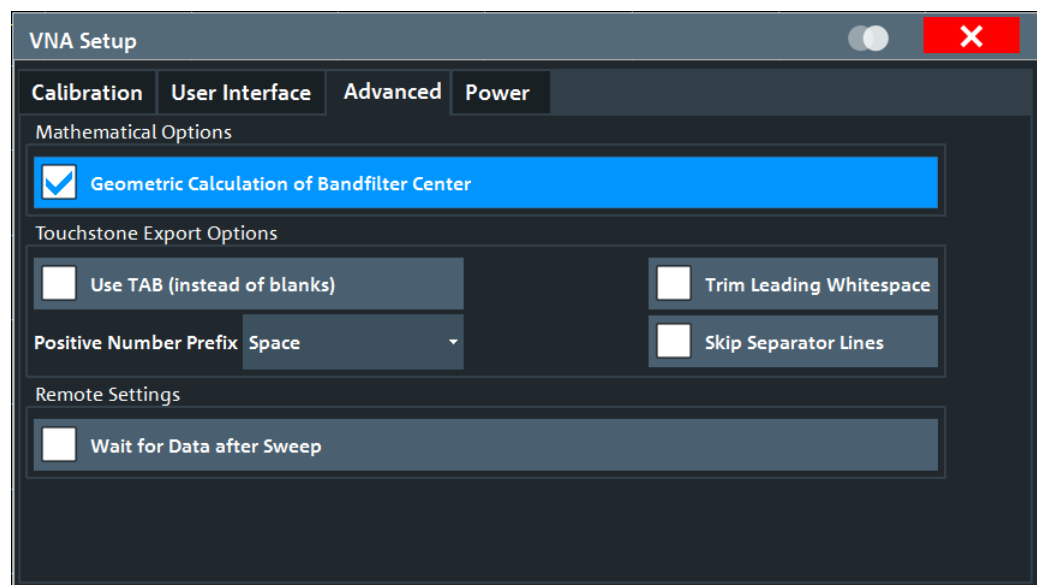 VNA Setup
Calibration User Interface Advanced Power
Mathematical Options
Geometric Calculation of Bandfilter Center
Touchstone Export Options
Use TAB (instead of blanks) Trim Leading Whitespace
Positive Number Prefix Space Skip Separator Lines
Remote Settings
Wait for Data after Sweep